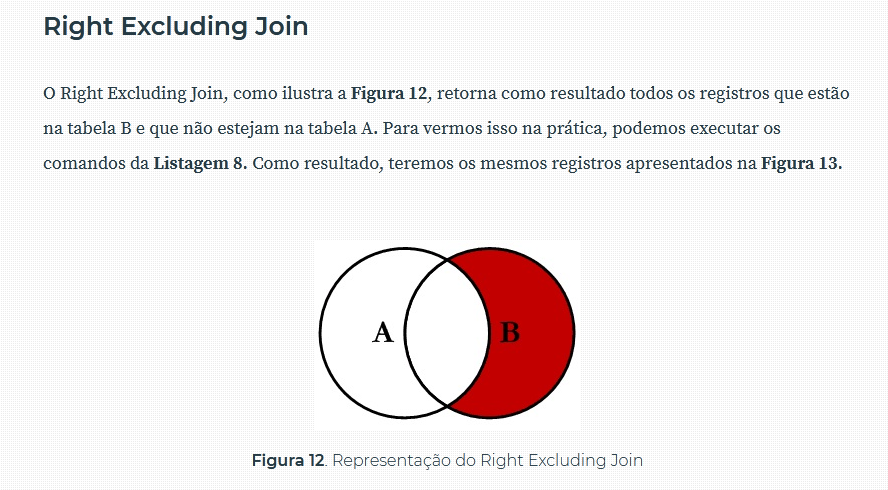 Right Excluding Join
O Right Excluding Join, como ilustra a Figura 12, retorna como resultado todos os registros que estão
na tabela B e que não estejam na tabela A. Para vermos isso na prática, podemos executar os
comandos da Listagem 8. Como resultado, teremos os mesmos registros apresentados na Figura 13.
A B
Figura 12. Representação do Right Excluding Join